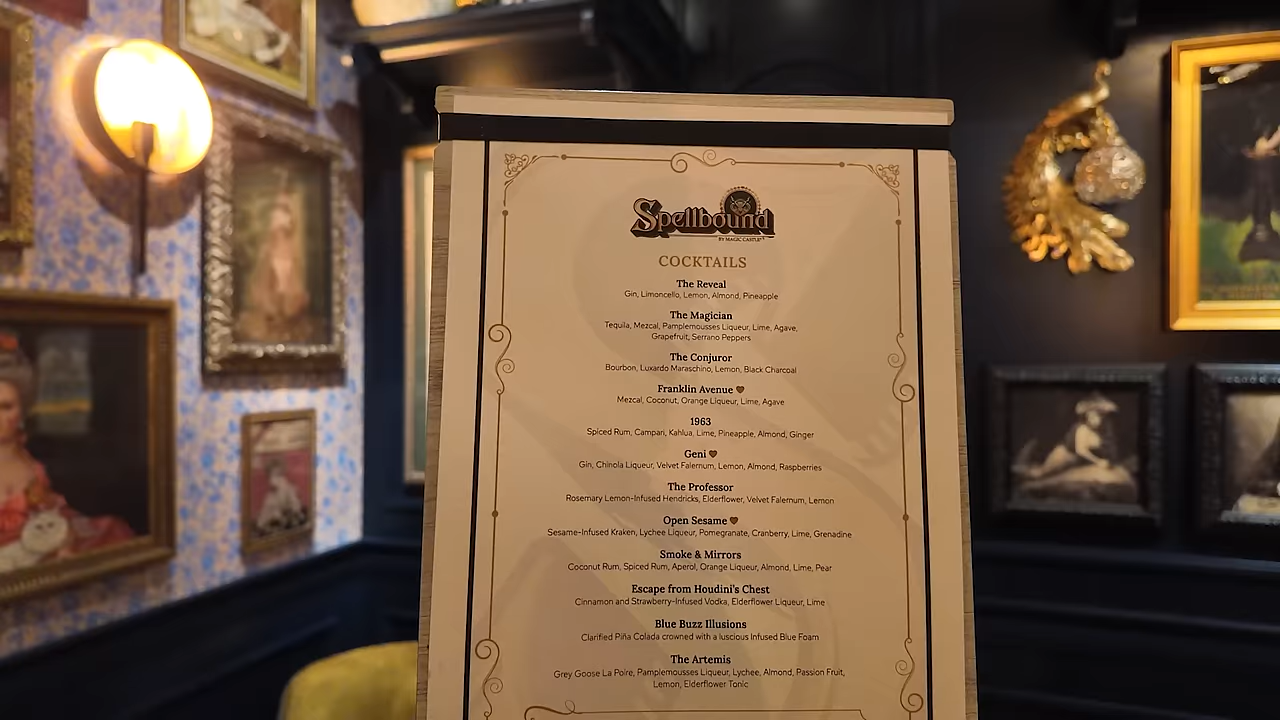 Spellbound
BY MAGIC CASTLE
COCKTAILS
The Reveal
Gin, Limoncello, Lemon, Almond, Pineapple
The Magician
Tequila, Mezcal, Pamplemousses Liqueur, Lime, Agave,
Grapefruit, Serrano Peppers
The Conjuror
Bourbon, Luxardo Maraschino, Lemon, Black Charcoal
Franklin Avenue
Mezcal, Coconut, Orange Liqueur, Lime, Agave
1963
Spiced Rum, Campari, Kahlua, Lime, Pineapple, Almond, Ginger
Geni
Gin, Chinola Liqueur, Velvet Falernum, Lemon, Almond, Raspberries
The Professor
Rosemary Lemon-Infused Hendricks, Elderflower, Velvet Falernum, Lemon
Open Sesame
Sesame-Infused Kraken, Lychee Liqueur, Pomegranate, Cranberry, Lime, Grenadine
Smoke & Mirrors
Coconut Rum, Spiced Rum, Aperol, Orange Liqueur, Almond, Lime, Pear
Escape from Houdini's Chest
Cinnamon and Strawberry-Infused Vodka, Elderflower Liqueur, Lime
Blue Buzz Illusions
Clarified Piña Colada crowned with a luscious Infused Blue Foam
The Artemis
Grey Goose La Poire, Pamplemousses Liqueur, Lychee, Almond, Passion Fruit,
Lemon, Elderflower Tonic